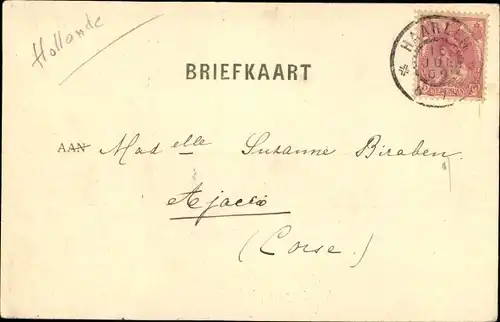 Hollande
HAARLEM
BRIEFKAART
AAN Mad elle Suzanne Biraben
Ajaccio
(Corse.)